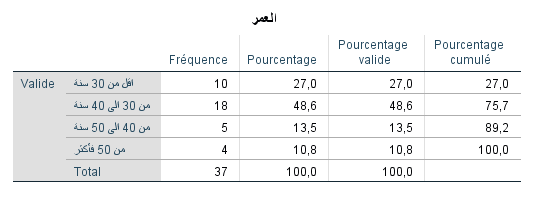 العمر
Fréquence Pourcentage Pourcentage valide Pourcentage cumulé
Valide اقل من 30 سنة 10 27,0 27,0 27,0
من 30 الى 40 سنة 18 48,6 48,6 75,7
من 40 الى 50 سنة 5 13,5 13,5 89,2
من 50 فأكثر 4 10,8 10,8 100,0
Total 37 100,0 100,0